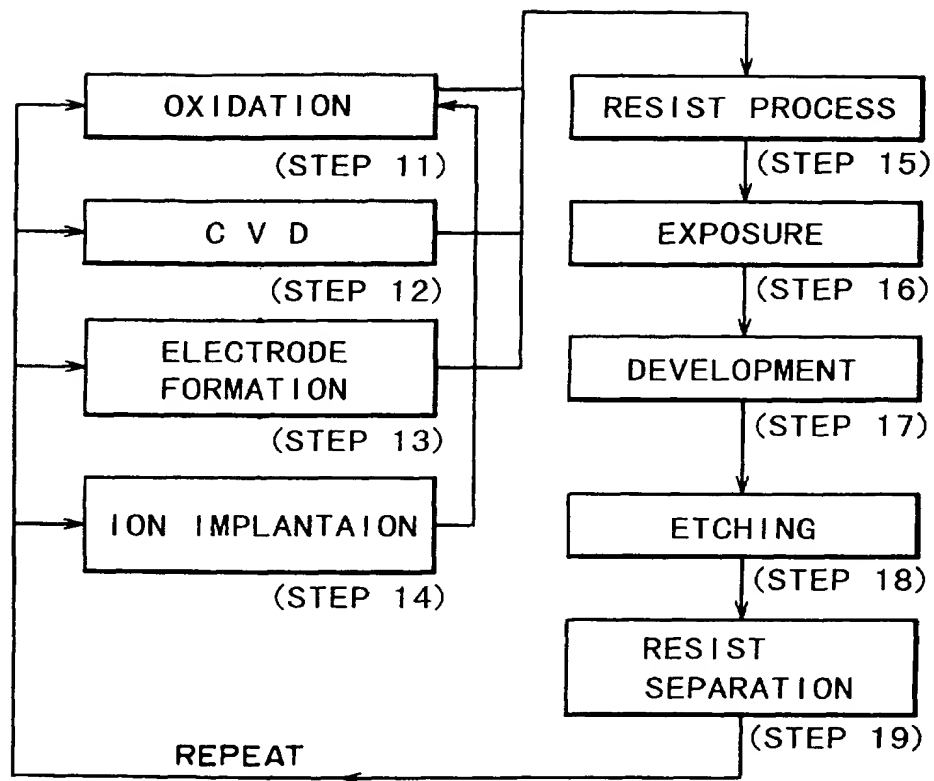 OXIDATION
(STEP 11)
C V D
(STEP 12)
ELECTRODE
FORMATION
(STEP 13)
ION IMPLANTAION
(STEP 14)
RESIST PROCESS
(STEP 15)
EXPOSURE
(STEP 16)
DEVELOPMENT
(STEP 17)
ETCHING
(STEP 18)
RESIST
SEPARATION
(STEP 19)
REPEAT